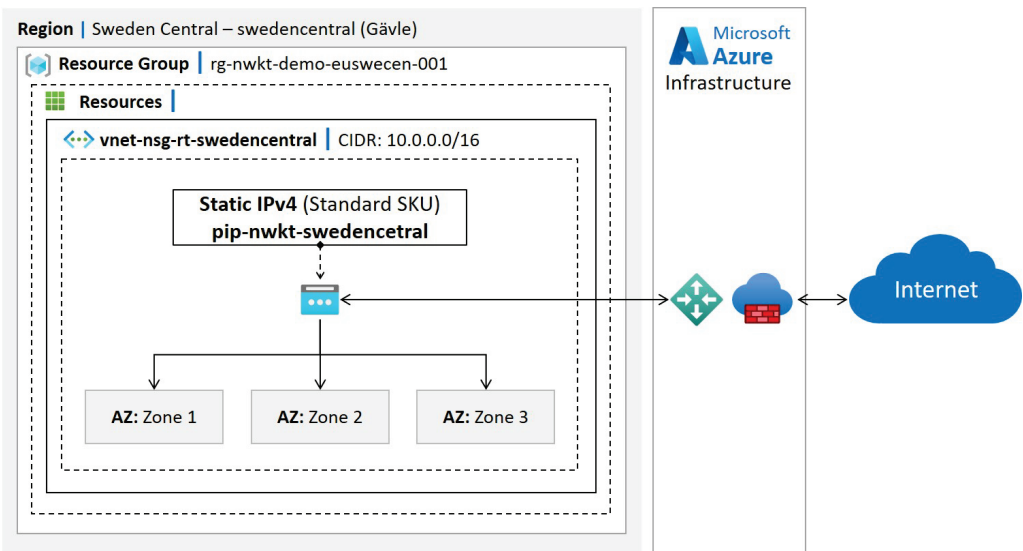 Region | Sweden Central – swedencentral (Gävle)
Resource Group | rg-nwkt-demo-euswecen-001
Resources |
vnet-nsg-rt-swedencentral | CIDR: 10.0.0.0/16
Static IPv4 (Standard SKU)
pip-nwkt-swedencetral
AZ: Zone 1
AZ: Zone 2
AZ: Zone 3
Microsoft
Azure
Infrastructure
Internet